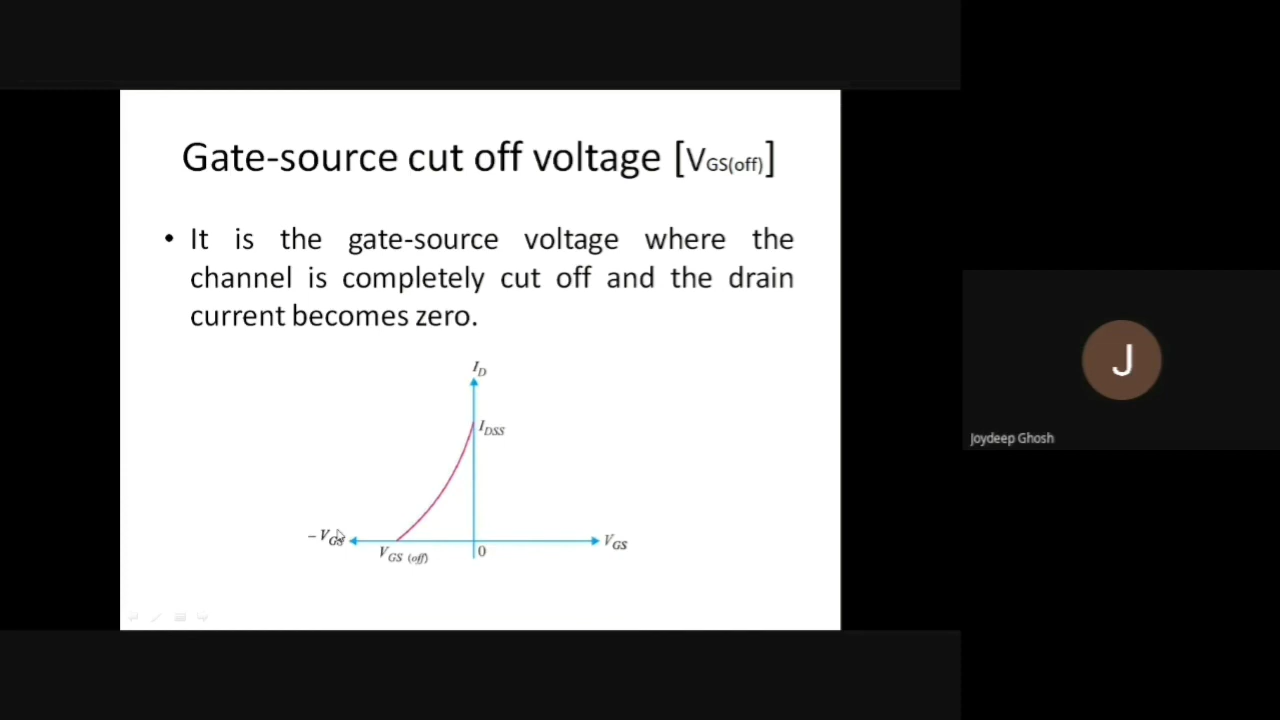 Gate-source cut off voltage [VGS(off)]
• It is the gate-source voltage where the
channel is completely cut off and the drain
current becomes zero.
ID
IDSS
– VGS
VGS (off)
0
VGS
J
Joydeep Ghosh